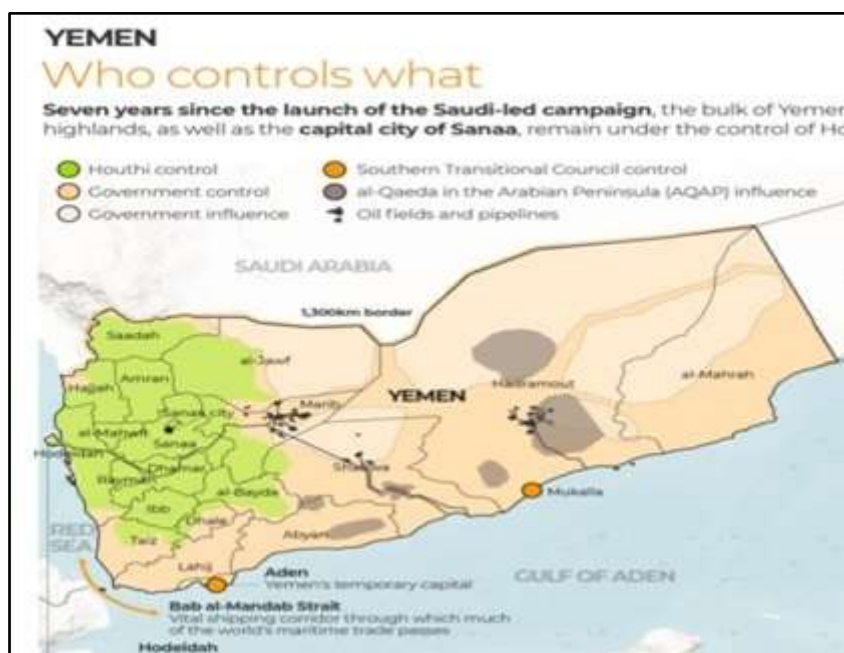 YEMEN
Who controls what
Seven years since the launch of the Saudi-led campaign, the bulk of Yemen
highlands, as well as the capital city of Sanaa, remain under the control of Ho
Houthi control
Southern Transitional Council control
Government control
al-Qaeda in the Arabian Peninsula (AQAP) influence
Government influence
Oil fields and pipelines
SAUDI ARABIA
1,300km border
Saadah
al-Jawf
Amran
Hajjah
al-Mahrah
Hadramout
YEMEN
Sanaa city
Marib
al-Mahwit
Sanaa
Hodeidah
Dhamar
Shabwa
Raymah
al-Bayda
Mukalla
Ibb
Dhale
RED
SEA
Taiz
Abyan
Lahij
Aden
Yemen's temporary capital
GULF OF ADEN
Bab al-Mandab Strait
Vital shipping corridor through which much
of the world's maritime trade passes
Hodeidah